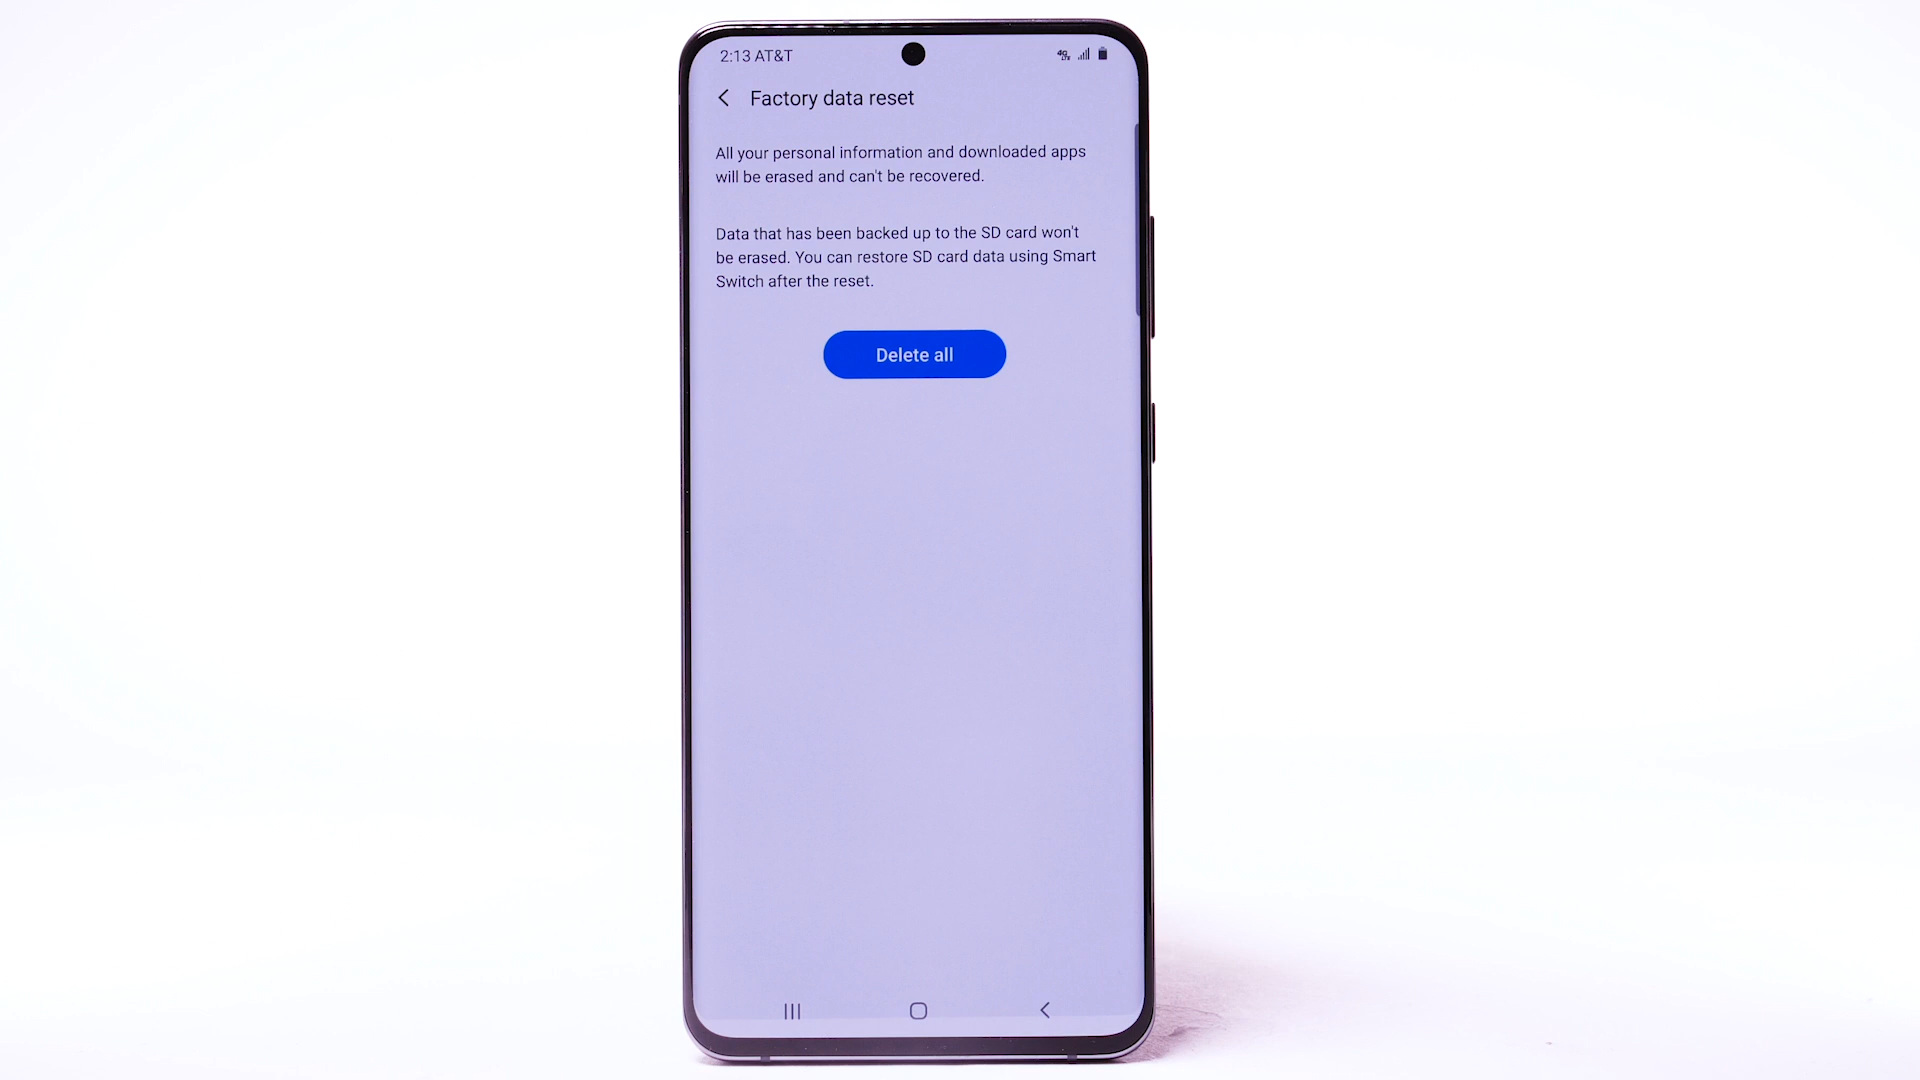 2:13 AT&T
4G
LTE
Factory data reset
All your personal information and downloaded apps
will be erased and can't be recovered.
Data that has been backed up to the SD card won't
be erased. You can restore SD card data using Smart
Switch after the reset.
Delete all